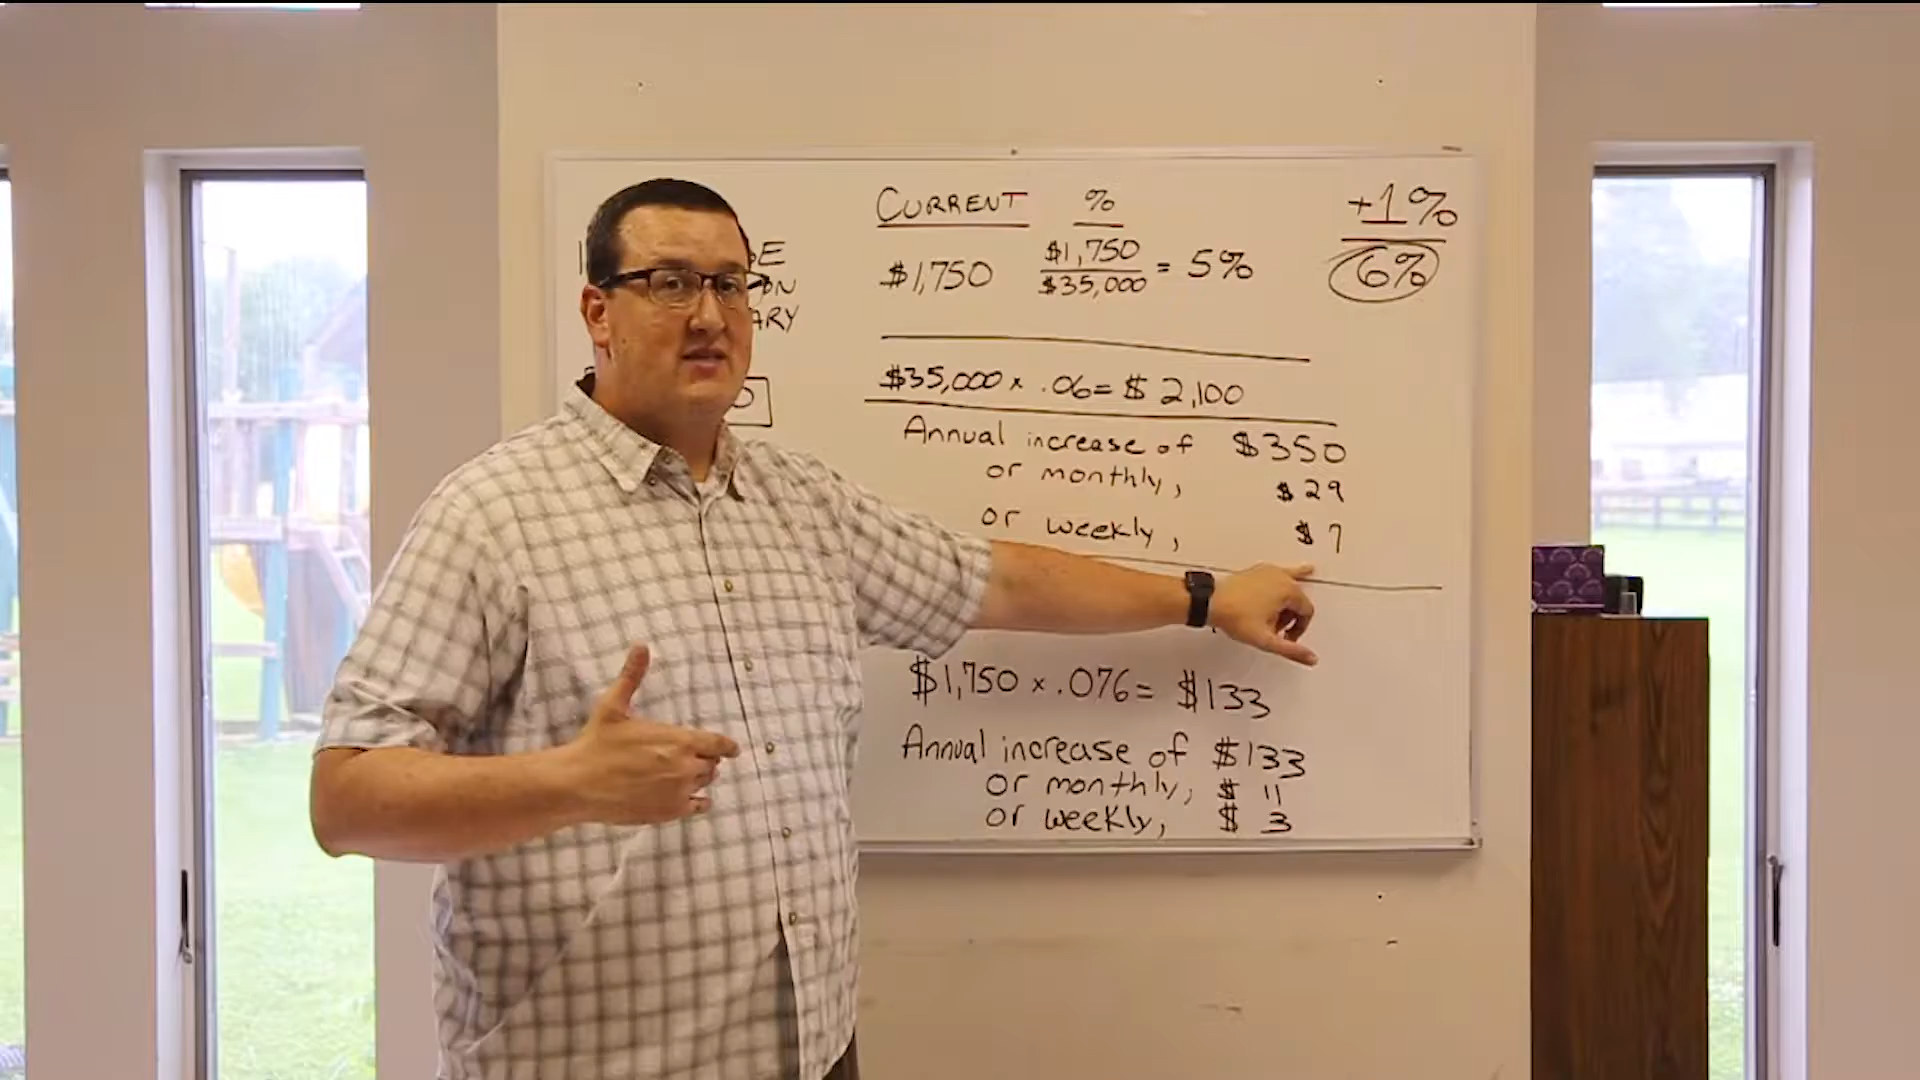 CURRENT %
+1%
$1,750 $1,750 / $35,000 = 5%
6%
$35,000 x .06 = $2,100
Annual increase of $350
or monthly, $29
or weekly, $7
$1,750 x .076 = $133
Annual increase of $133
or monthly, $11
or weekly, $3